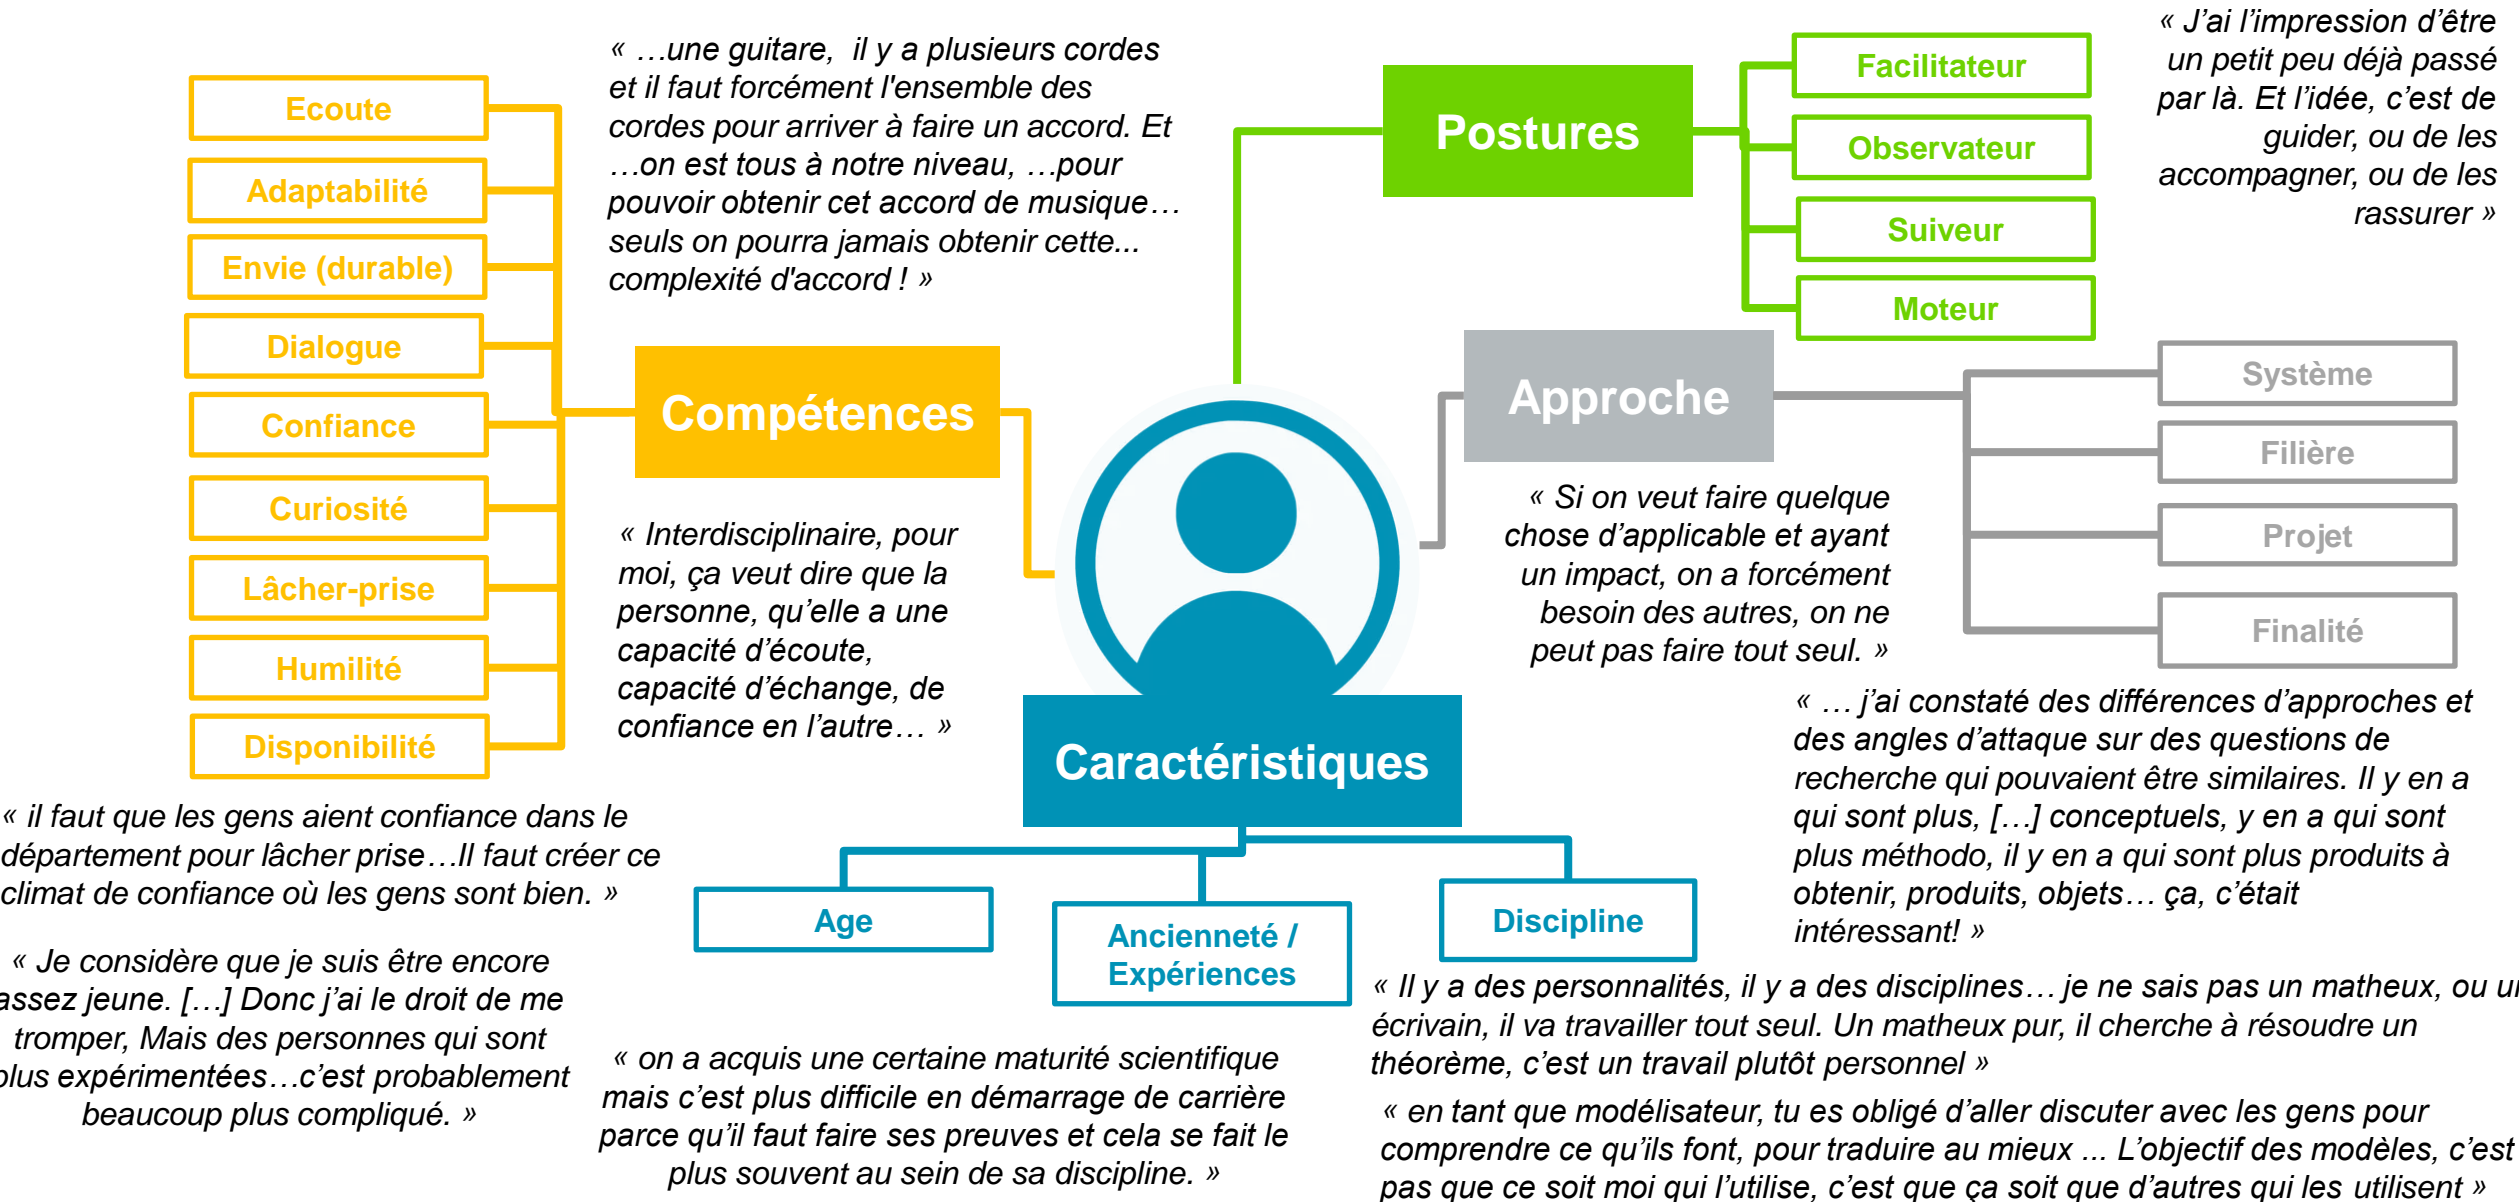 « …une guitare,  il y a plusieurs cordes
et il faut forcément l'ensemble des
cordes pour arriver à faire un accord. Et
…on est tous à notre niveau, …pour
pouvoir obtenir cet accord de musique…
seuls on pourra jamais obtenir cette...
complexité d'accord ! »
Ecoute
Adaptabilité
Envie (durable)
Dialogue
Confiance
Curiosité
Lâcher-prise
Humilité
Disponibilité
Compétences
« Interdisciplinaire, pour
moi, ça veut dire que la
personne, qu'elle a une
capacité d'écoute,
capacité d'échange, de
confiance en l'autre… »
Postures
Facilitateur
Observateur
Suiveur
Moteur
« J'ai l'impression d'être
un petit peu déjà passé
par là. Et l'idée, c'est de
guider, ou de les
accompagner, ou de les
rassurer »
Approche
Système
Filière
Projet
Finalité
« Si on veut faire quelque
chose d'applicable et ayant
un impact, on a forcément
besoin des autres, on ne
peut pas faire tout seul. »
« … j'ai constaté des différences d'approches et
des angles d'attaque sur des questions de
recherche qui pouvaient être similaires. Il y en a
qui sont plus, […] conceptuels, y en a qui sont
plus méthodo, il y en a qui sont plus produits à
obtenir, produits, objets… ça, c'était
intéressant! »
Caractéristiques
Age
Ancienneté /
Expériences
Discipline
« il faut que les gens aient confiance dans le
département pour lâcher prise…Il faut créer ce
climat de confiance où les gens sont bien. »
« Je considère que je suis être encore
assez jeune. […] Donc j'ai le droit de me
tromper, Mais des personnes qui sont
plus expérimentées…c'est probablement
beaucoup plus compliqué. »
« on a acquis une certaine maturité scientifique
mais c'est plus difficile en démarrage de carrière
parce qu'il faut faire ses preuves et cela se fait le
plus souvent au sein de sa discipline. »
« Il y a des personnalités, il y a des disciplines… je ne sais pas un matheux, ou un
écrivain, il va travailler tout seul. Un matheux pur, il cherche à résoudre un
théorème, c'est un travail plutôt personnel »
« en tant que modélisateur, tu es obligé d'aller discuter avec les gens pour
comprendre ce qu'ils font, pour traduire au mieux ... L'objectif des modèles, c'est
pas que ce soit moi qui l'utilise, c'est que ça soit que d'autres qui les utilisent »